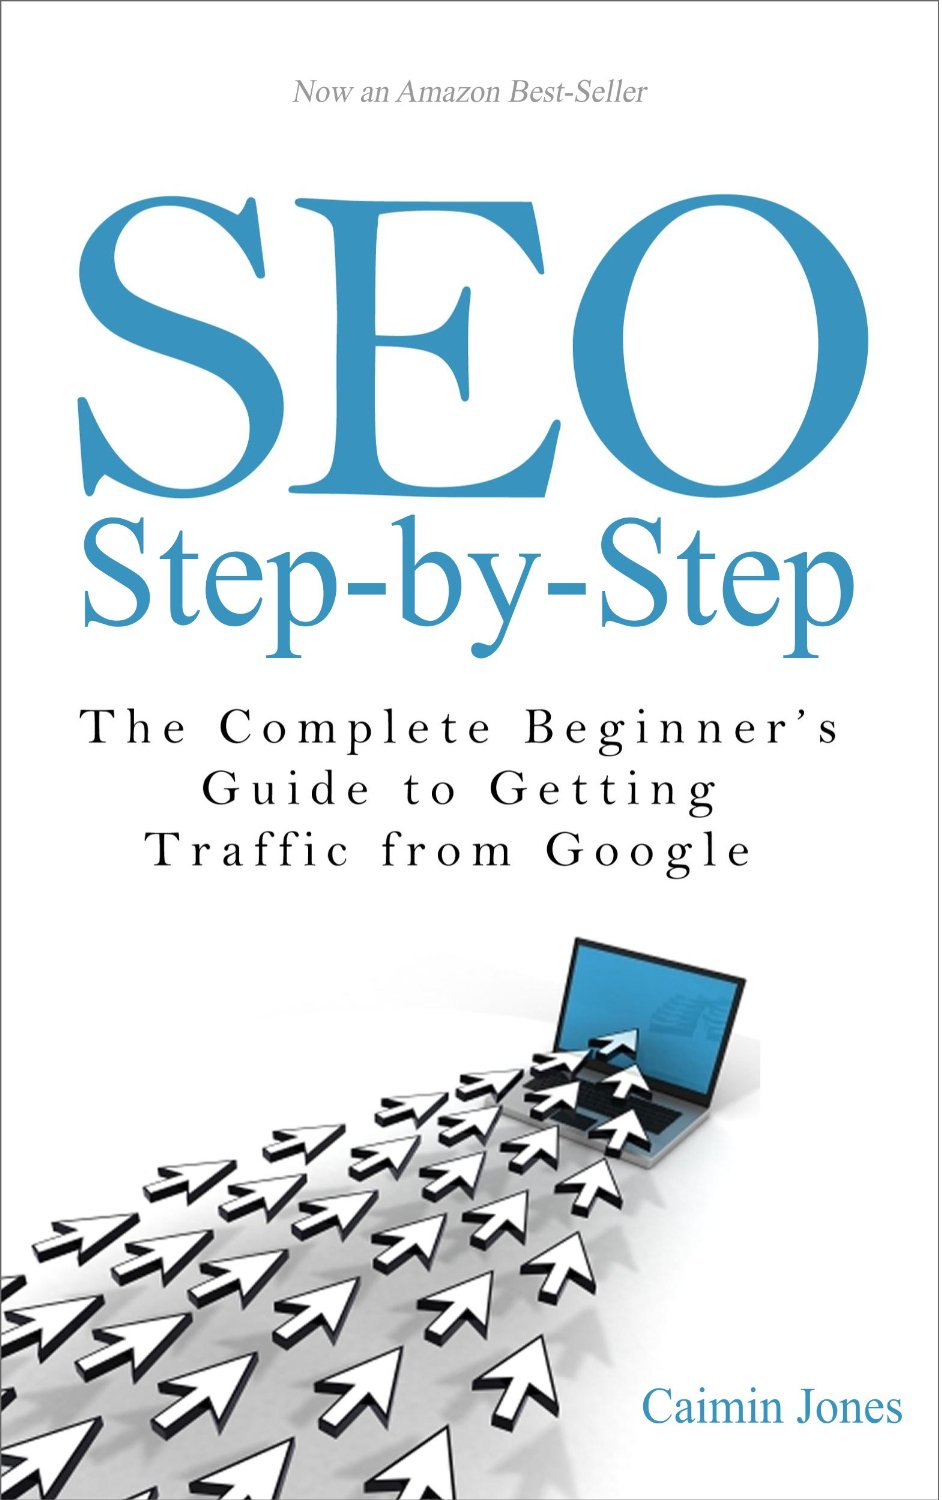 Now an Amazon Best-Seller
SEO
Step-by-Step
The Complete Beginner’s
Guide to Getting
Traffic from Google
Caimin Jones